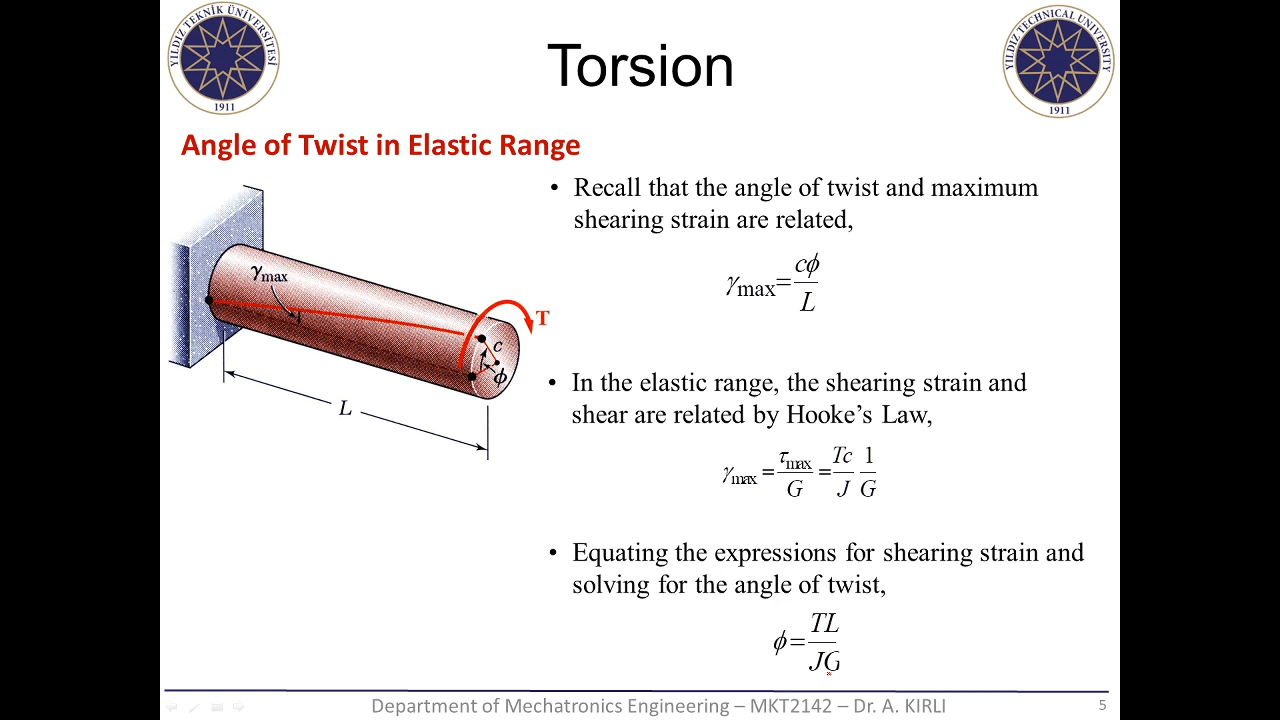 YILDIZ TEKNİK ÜNİVERSİTESİ
1911
Torsion
YILDIZ TECHNICAL UNIVERSITY
1911
Angle of Twist in Elastic Range
γmax
T
c
ϕ
L
• Recall that the angle of twist and maximum
shearing strain are related,
γmax = cϕ / L
• In the elastic range, the shearing strain and
shear are related by Hooke’s Law,
γmax = τmax / G = Tc / J 1 / G
• Equating the expressions for shearing strain and
solving for the angle of twist,
ϕ = TL / JG
Department of Mechatronics Engineering – MKT2142 – Dr. A. KIRLI
5